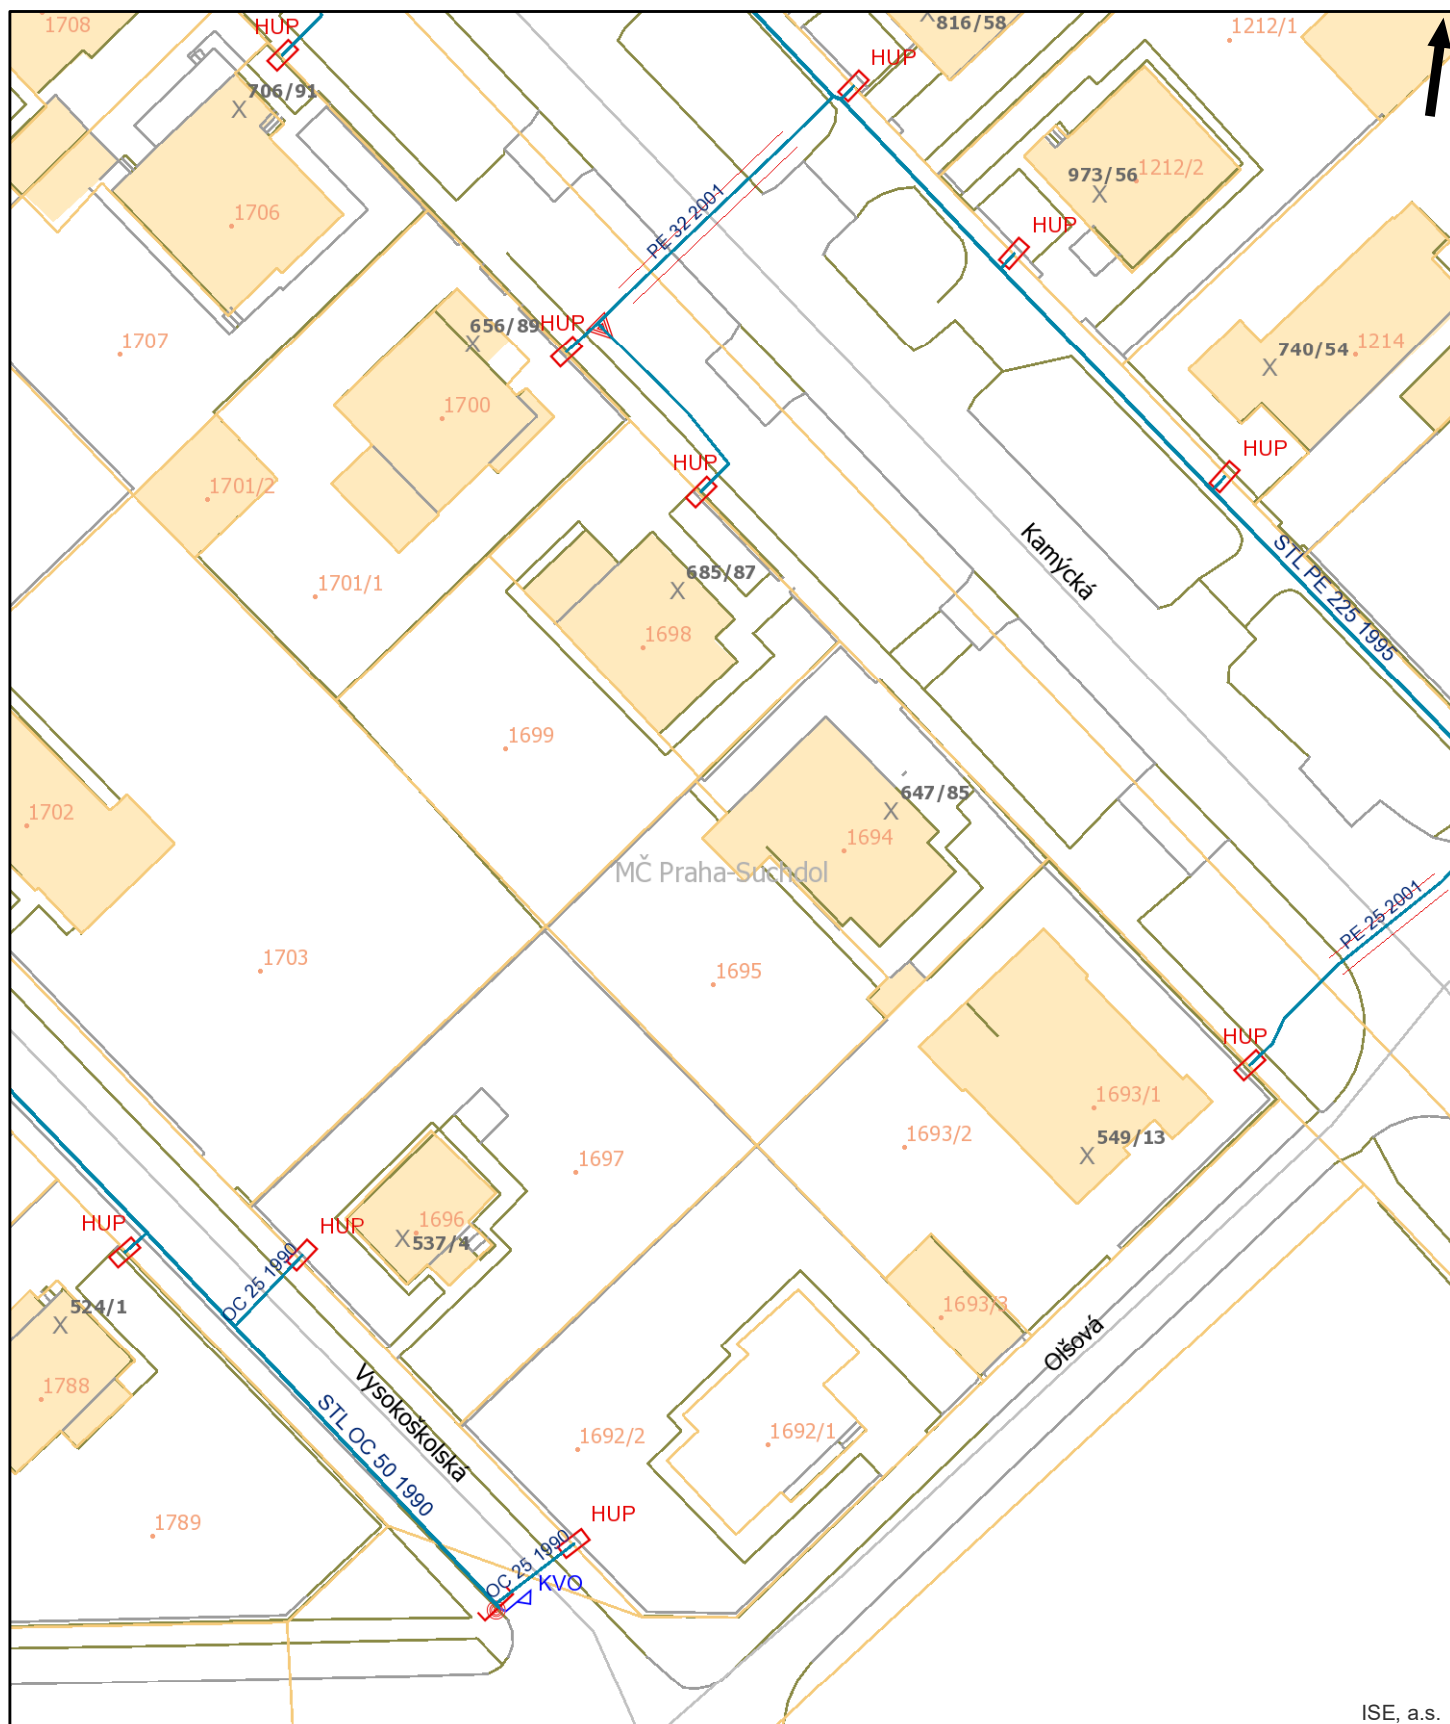 1708
HUP
816/58
1212/1
HUP
706/91
973/56
1212/2
1706
PE 32 2001
HUP
656/89
HUP
1707
740/54
1214
1700
HUP
HUP
1701/2
Kamýcká
STL PE 225 1995
685/87
1701/1
1698
1699
647/85
1702
1694
MČ Praha-Suchdol
PE 25 2001
1703
1695
HUP
1693/1
1693/2
549/13
1697
HUP
HUP
1696
537/4
OC 25 1990
524/1
1693/3
Olšová
1788
Vysokoškolská
STL OC 50 1990
1692/2
1692/1
1789
HUP
OC 25 1990
KVO
ISE, a.s.